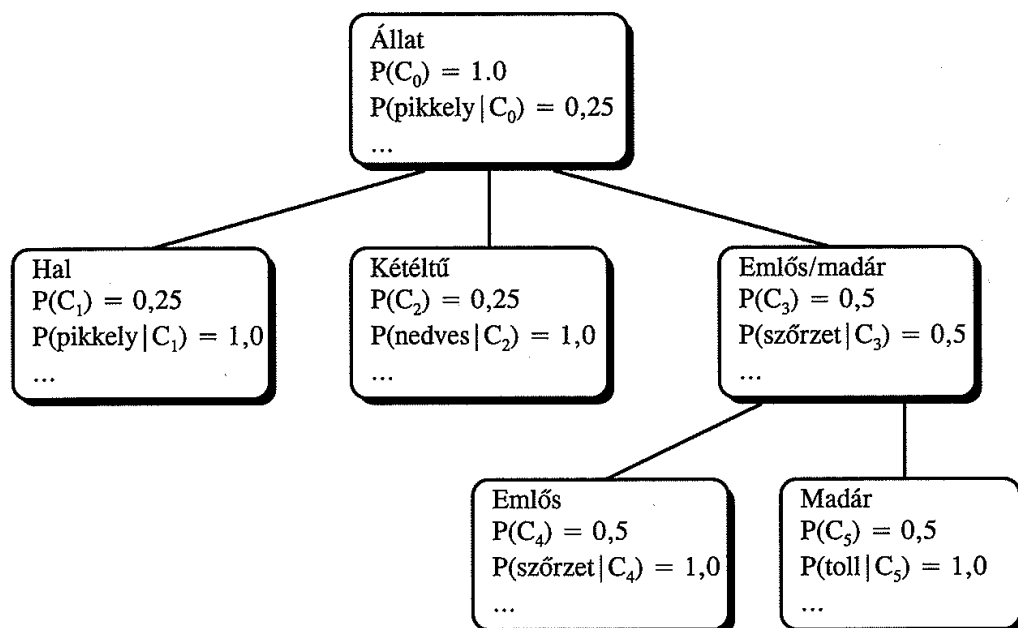 Állat
P(C₀) = 1.0
P(pikkely|C₀) = 0,25
...
Hal
P(C₁) = 0,25
P(pikkely|C₁) = 1,0
...
Kétéltű
P(C₂) = 0,25
P(nedves|C₂) = 1,0
...
Emlős/madár
P(C₃) = 0,5
P(szőrzet|C₃) = 0,5
...
Emlős
P(C₄) = 0,5
P(szőrzet|C₄) = 1,0
...
Madár
P(C₅) = 0,5
P(toll|C₅) = 1,0
...